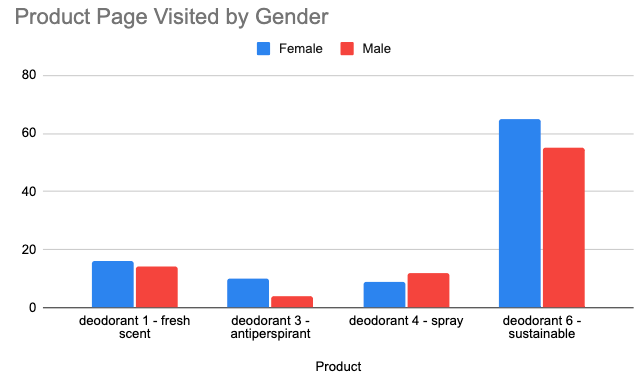 Product Page Visited by Gender
Female Male
80
60
40
20
0
deodorant 1 - fresh
scent
deodorant 3 -
antiperspirant
deodorant 4 - spray
deodorant 6 -
sustainable
Product